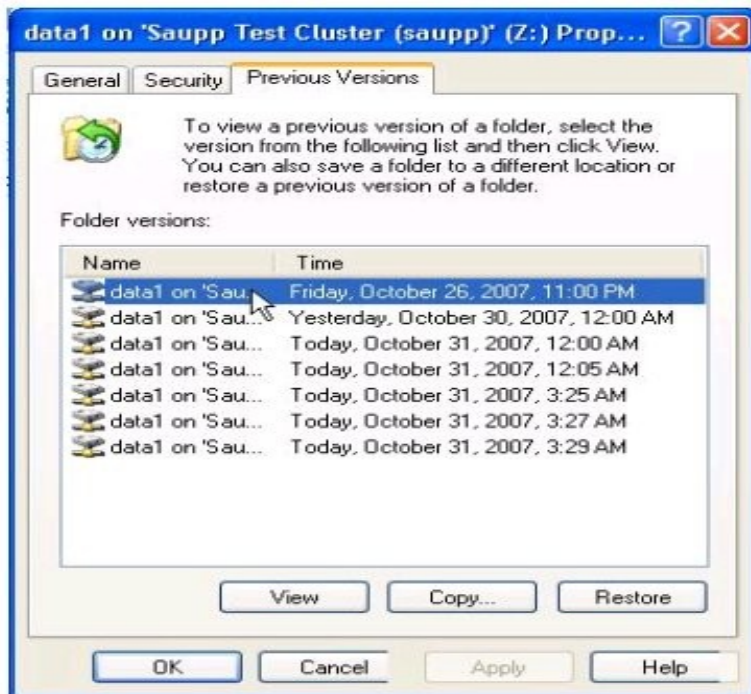 data1 on 'Saupp Test Cluster (saupp)' (Z:) Prop...
General Security Previous Versions
To view a previous version of a folder, select the
version from the following list and then click View.
You can also save a folder to a different location or
restore a previous version of a folder.
Folder versions:
Name Time
data1 on 'Sau... Friday, October 26, 2007, 11:00 PM
data1 on 'Sau... Yesterday, October 30, 2007, 12:00 AM
data1 on 'Sau... Today, October 31, 2007, 12:00 AM
data1 on 'Sau... Today, October 31, 2007, 12:05 AM
data1 on 'Sau... Today, October 31, 2007, 3:25 AM
data1 on 'Sau... Today, October 31, 2007, 3:27 AM
data1 on 'Sau... Today, October 31, 2007, 3:29 AM
View Copy... Restore
OK Cancel Apply Help